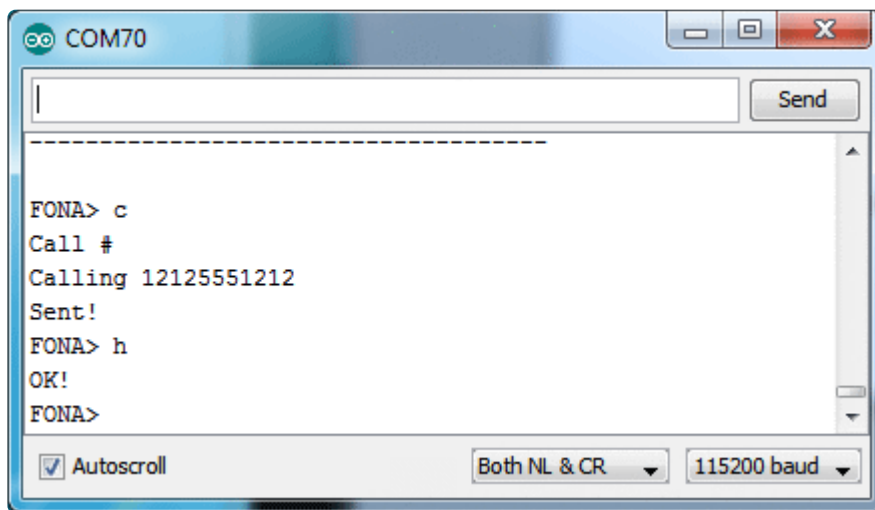 COM70
Send
--------------------------------------
FONA> c
Call #
Calling 12125551212
Sent!
FONA> h
OK!
FONA>
Autoscroll
Both NL & CR
115200 baud